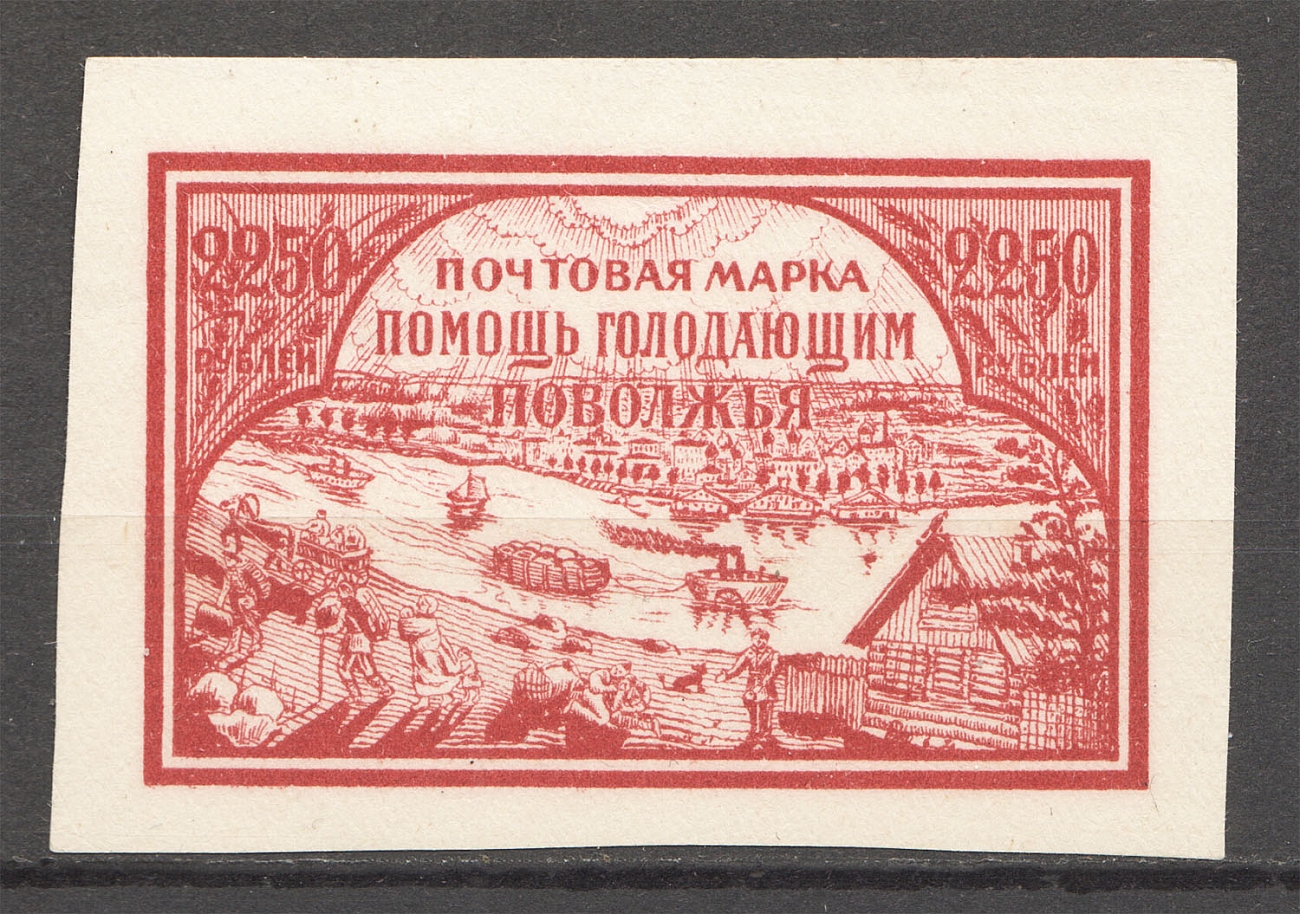 2250
РУБЛЕЙ
2250
РУБЛЕЙ
ПОЧТОВАЯ МАРКА
ПОМОЩЬ ГОЛОДАЮЩИМ
ПОВОЛЖЬЯ